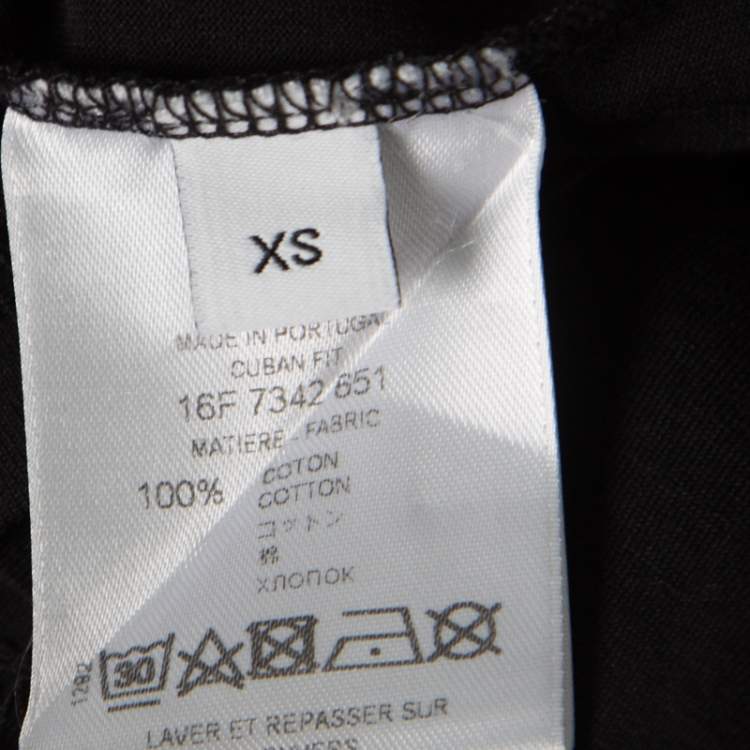 XS
MADE IN PORTUGAL
CUBAN FIT
16F 7342 651
MATIERE - FABRIC
100% COTON
COTTON
コットン
棉
ХЛОПОК
30
1292
LAVER ET REPASSER SUR